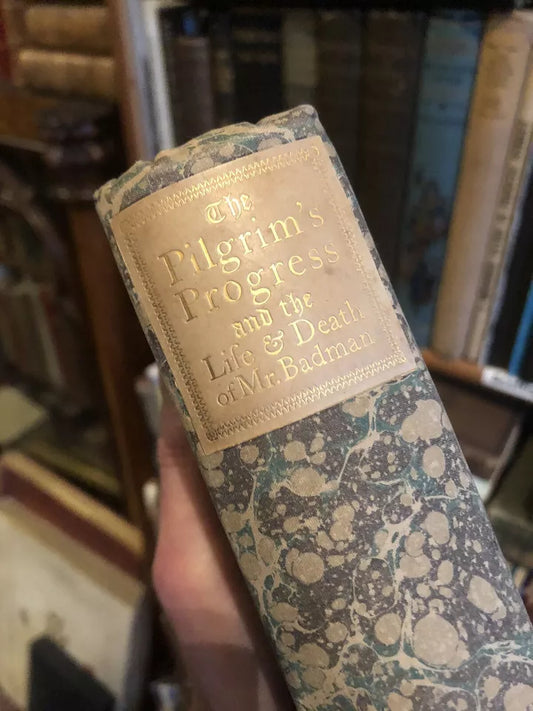 The
Pilgrim's
Progress
and the
Life & Death
of Mr. Badman